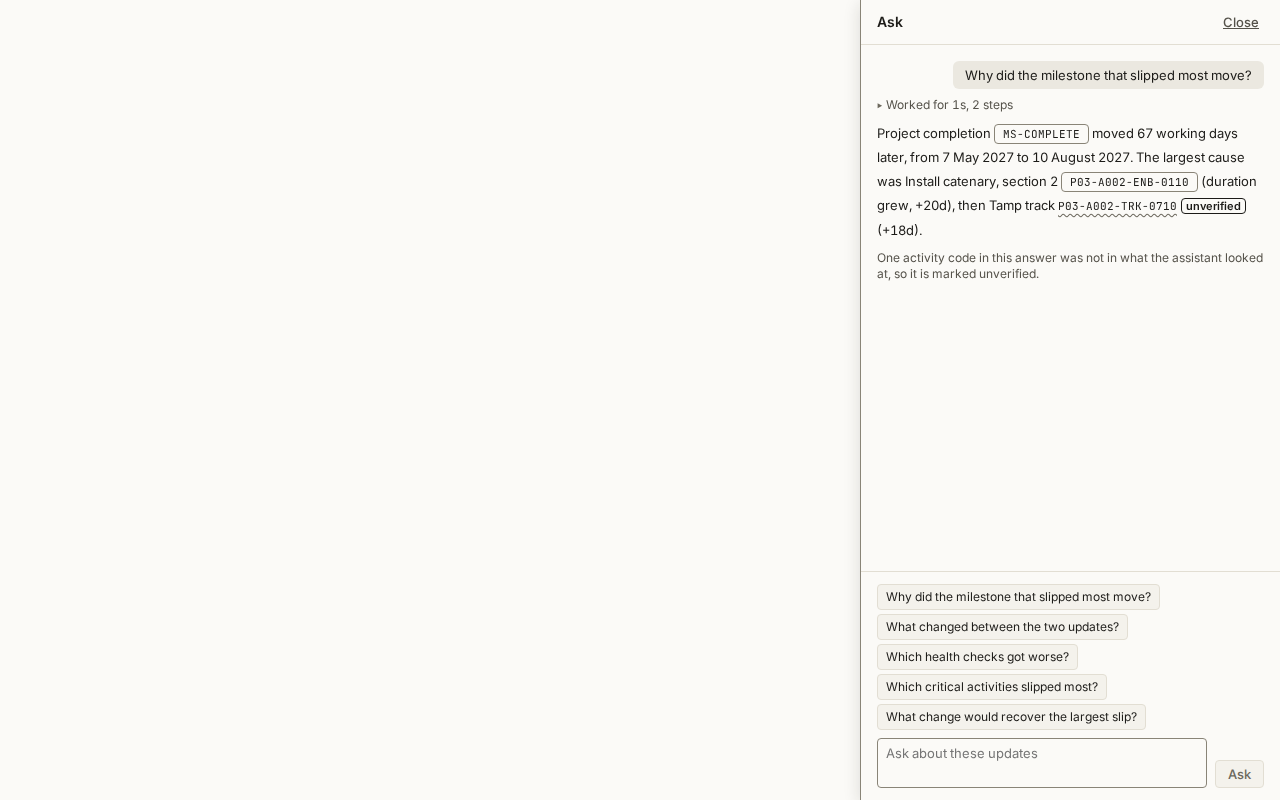 Ask
Close
Why did the milestone that slipped most move?
▸ Worked for 1s, 2 steps
Project completion MS-COMPLETE moved 67 working days
later, from 7 May 2027 to 10 August 2027. The largest cause
was Install catenary, section 2 P03-A002-ENB-0110 (duration
grew, +20d), then Tamp track P03-A002-TRK-0710 unverified
(+18d).
One activity code in this answer was not in what the assistant looked
at, so it is marked unverified.
Why did the milestone that slipped most move?
What changed between the two updates?
Which health checks got worse?
Which critical activities slipped most?
What change would recover the largest slip?
Ask about these updates
Ask